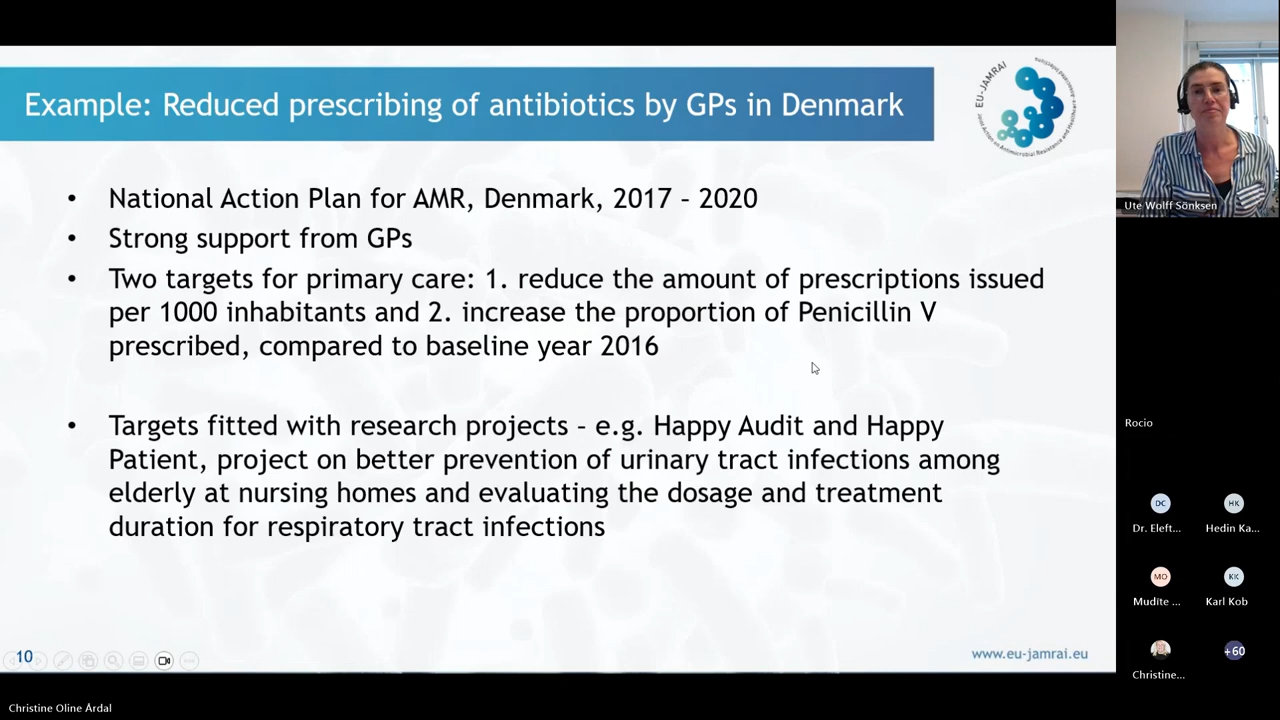 Example: Reduced prescribing of antibiotics by GPs in Denmark
EU-JAMRAI
• National Action Plan for AMR, Denmark, 2017 – 2020
• Strong support from GPs
• Two targets for primary care: 1. reduce the amount of prescriptions issued
per 1000 inhabitants and 2. increase the proportion of Penicillin V
prescribed, compared to baseline year 2016
• Targets fitted with research projects – e.g. Happy Audit and Happy
Patient, project on better prevention of urinary tract infections among
elderly at nursing homes and evaluating the dosage and treatment
duration for respiratory tract infections
10
www.eu-jamrai.eu
Christine Oline Årdal
Ute Wolff Sönksen
Rocio
DC
HK
Dr. Eleft...
Hedin Ka...
MO
KK
Mudite ...
Karl Kob
+60
Christine...